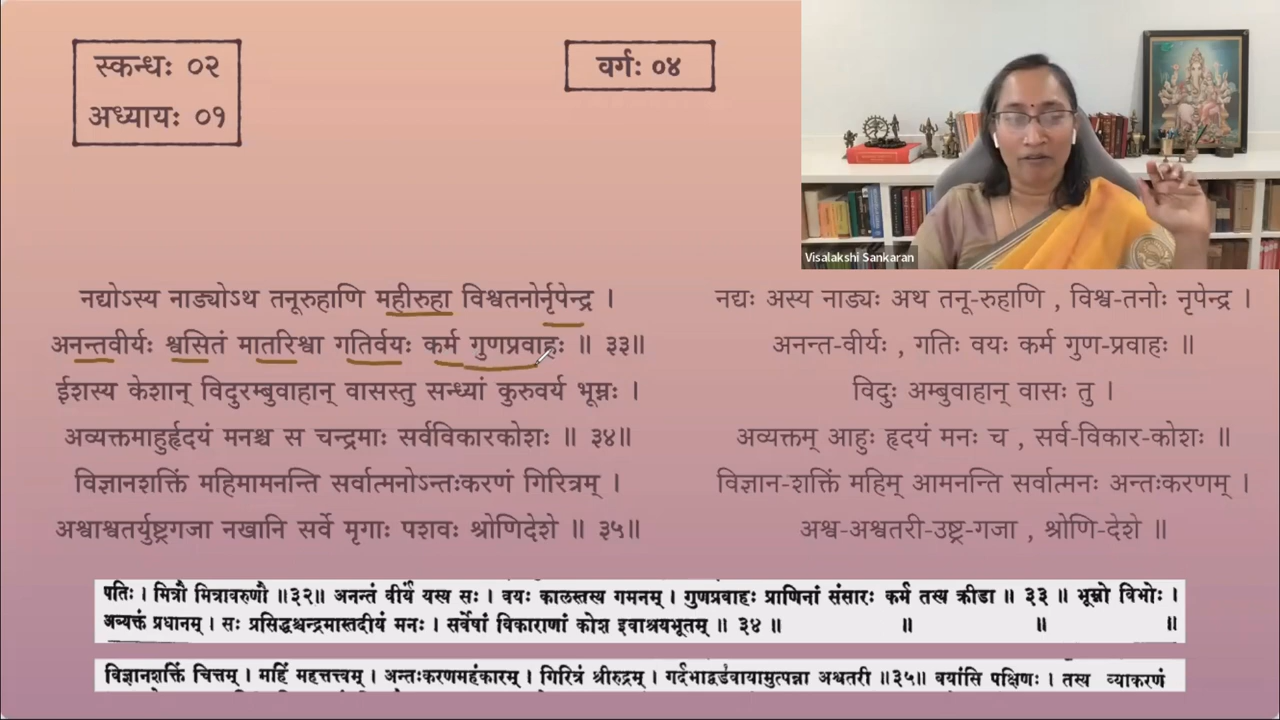 स्कन्धः ०२
अध्यायः ०१
वर्गः ०४
Visalakshi Sankaran
नद्योऽस्य नाड्योऽथ तनूरुहाणि महीरुहा विश्वतनोर्नृपेन्द्र ।
अनन्तवीर्यः श्वसितं मातरिश्वा गतिर्वयः कर्म गुणप्रवाहः ॥ ३३॥
ईशस्य केशान् विदुरम्बुवाहान् वासस्तु सन्ध्यां कुरुवर्य भूम्नः ।
अव्यक्तमाहुर्हृदयं मनश्च स चन्द्रमाः सर्वविकारकोशः ॥ ३४॥
विज्ञानशक्तिं महिमामनन्ति सर्वात्मनोऽन्तःकरणं गिरित्रम् ।
अश्वाश्वतर्युष्ट्रगजा नखानि सर्वे मृगाः पशवः श्रोणिदेशे ॥ ३५॥
नद्यः अस्य नाड्यः अथ तनू-रुहाणि , विश्व-तनोः नृपेन्द्र ।
अनन्त-वीर्यः , गतिः वयः कर्म गुण-प्रवाहः ॥
विदुः अम्बुवाहान् वासः तु ।
अव्यक्तम् आहुः हृदयं मनः च , सर्व-विकार-कोशः ॥
विज्ञान-शक्तिं महिम् आमनन्ति सर्वात्मनः अन्तःकरणम् ।
अश्व-अश्वतरी-उष्ट्र-गजा , श्रोणि-देशे ॥
पतिः । मित्रौ मित्रावरुणौ ॥३२॥ अनन्तं वीर्यं यस्य सः । वयः कालस्तस्य गमनम् । गुणप्रवाहः प्राणिनां संसारः कर्म तस्य क्रीडा ॥ ३३ ॥ भूम्नो विभोः ।
अव्यक्तं प्रधानम् । सः प्रसिद्धश्चन्द्रमास्तदीयं मनः । सर्वेषां विकाराणां कोश इवाश्रयभूतम् ॥ ३४ ॥ ॥ ॥ ॥
विज्ञानशक्तिं चित्तम् । महिं महत्तत्त्वम् । अन्तःकरणमहंकारम् । गिरित्रं श्रीरुद्रम् । गर्दभाद्वडवायामुत्पन्ना अश्वतरी ॥३५॥ वयांसि पक्षिणः । तस्य व्याकरणं